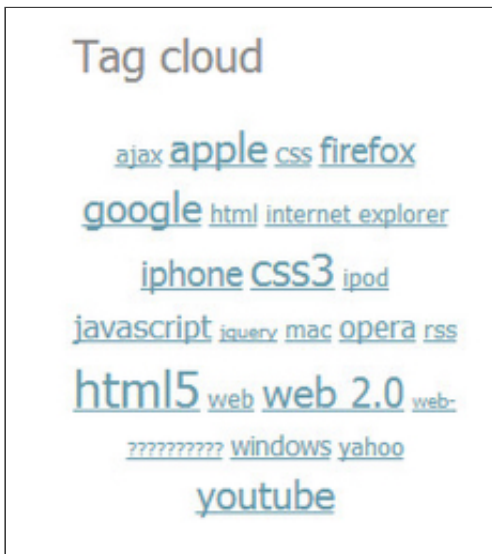 Tag cloud
ajax apple css firefox
google html internet explorer
iphone css3 ipod
javascript jquery mac opera rss
html5 web web 2.0 web-
?????????? windows yahoo
youtube